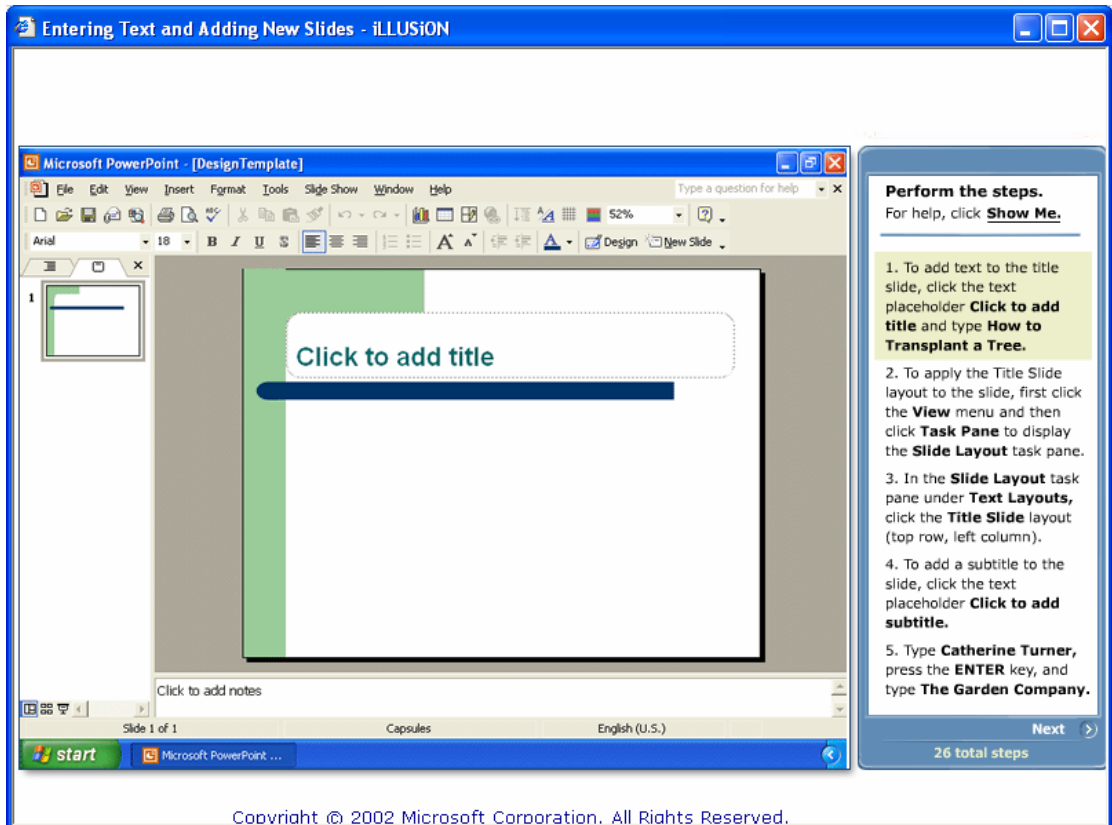 Entering Text and Adding New Slides - iLLUSiON
Microsoft PowerPoint - [DesignTemplate]
File Edit View Insert Format Tools Slide Show Window Help Type a question for help
52%
Arial 18 B I U S A A A Design New Slide
1
Click to add title
Click to add notes
Slide 1 of 1 Capsules English (U.S.)
start Microsoft PowerPoint ...
Perform the steps.
For help, click Show Me.
1. To add text to the title
slide, click the text
placeholder Click to add
title and type How to
Transplant a Tree.
2. To apply the Title Slide
layout to the slide, first click
the View menu and then
click Task Pane to display
the Slide Layout task pane.
3. In the Slide Layout task
pane under Text Layouts,
click the Title Slide layout
(top row, left column).
4. To add a subtitle to the
slide, click the text
placeholder Click to add
subtitle.
5. Type Catherine Turner,
press the ENTER key, and
type The Garden Company.
Next
26 total steps
Copyright © 2002 Microsoft Corporation. All Rights Reserved.